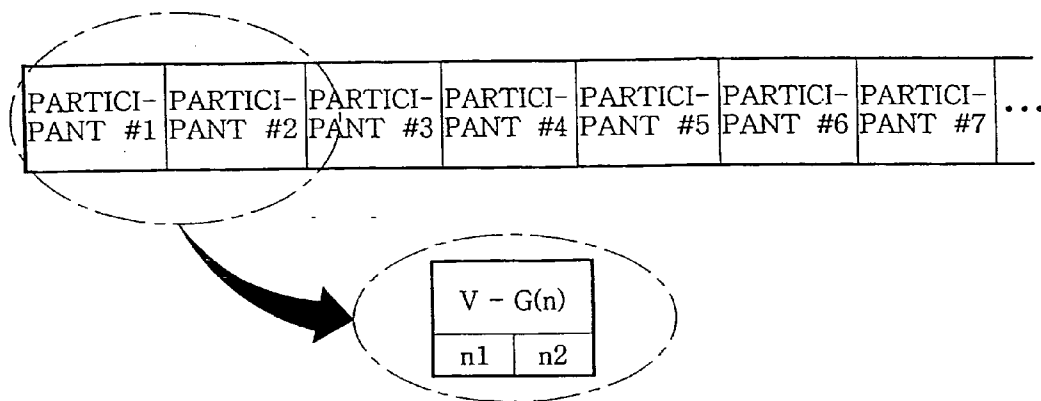 PARTICI-
PANT #1
PARTICI-
PANT #2
PARTICI-
PANT #3
PARTICI-
PANT #4
PARTICI-
PANT #5
PARTICI-
PANT #6
PARTICI-
PANT #7
...
V - G(n)
n1
n2